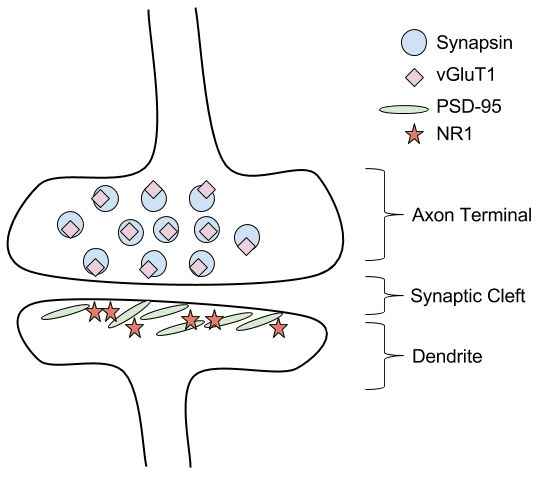 Synapsin
vGluT1
PSD-95
NR1
Axon Terminal
Synaptic Cleft
Dendrite